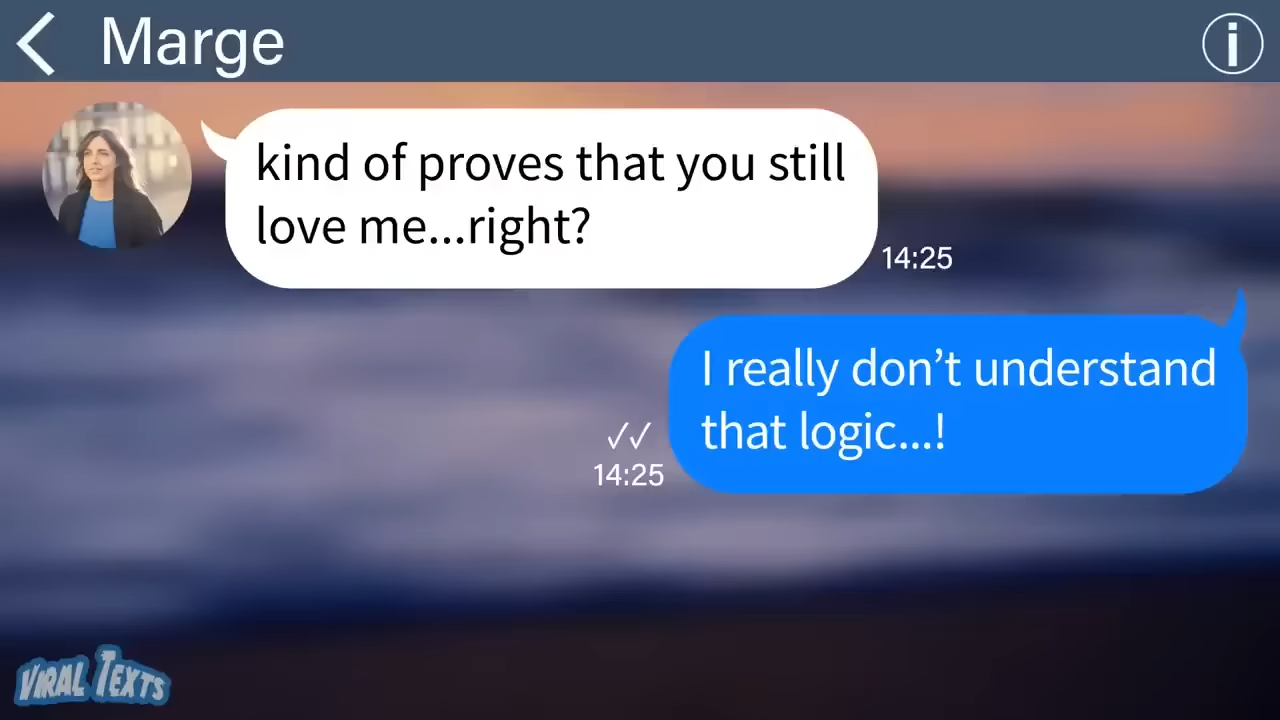 Marge
kind of proves that you still
love me...right?
14:25
I really don’t understand
that logic...!
14:25
VIRAL TEXTS